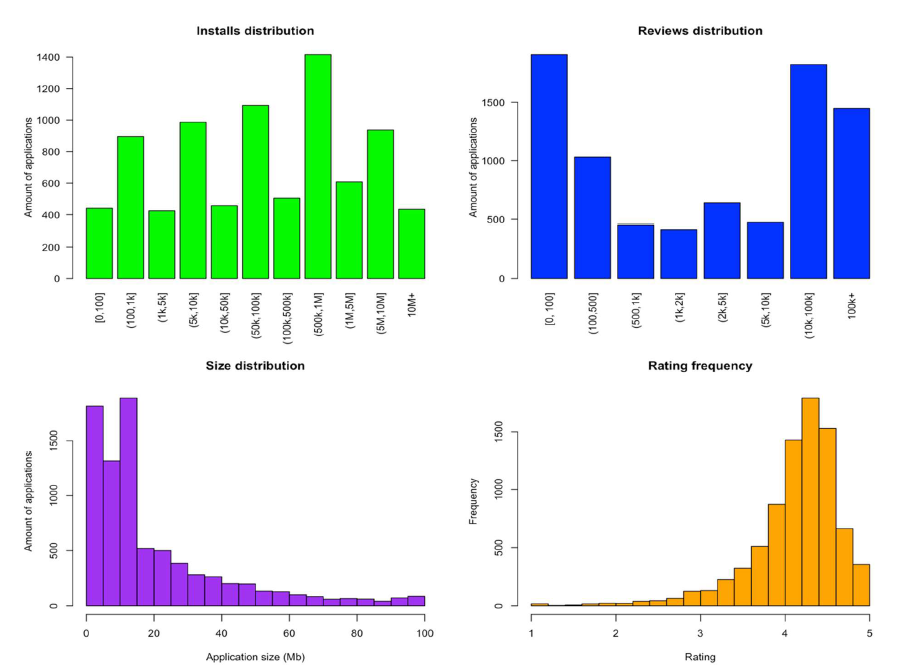 Installs distribution
Amount of applications
1400
1200
1000
800
600
400
200
0
[0,100]
(100,1k]
(1k,5k]
(5k,10k]
(10k,50k]
(50k,100k]
(100k,500k]
(500k,1M]
(1M,5M]
(5M,10M]
10M+
Reviews distribution
Amount of applications
1500
1000
500
0
[0, 100]
(100,500]
(500,1k]
(1k,2k]
(2k,5k]
(5k,10k]
(10k,100k]
100k+
Size distribution
Amount of applications
1500
1000
500
0
0 20 40 60 80 100
Application size (Mb)
Rating frequency
Frequency
1500
1000
500
0
1 2 3 4 5
Rating